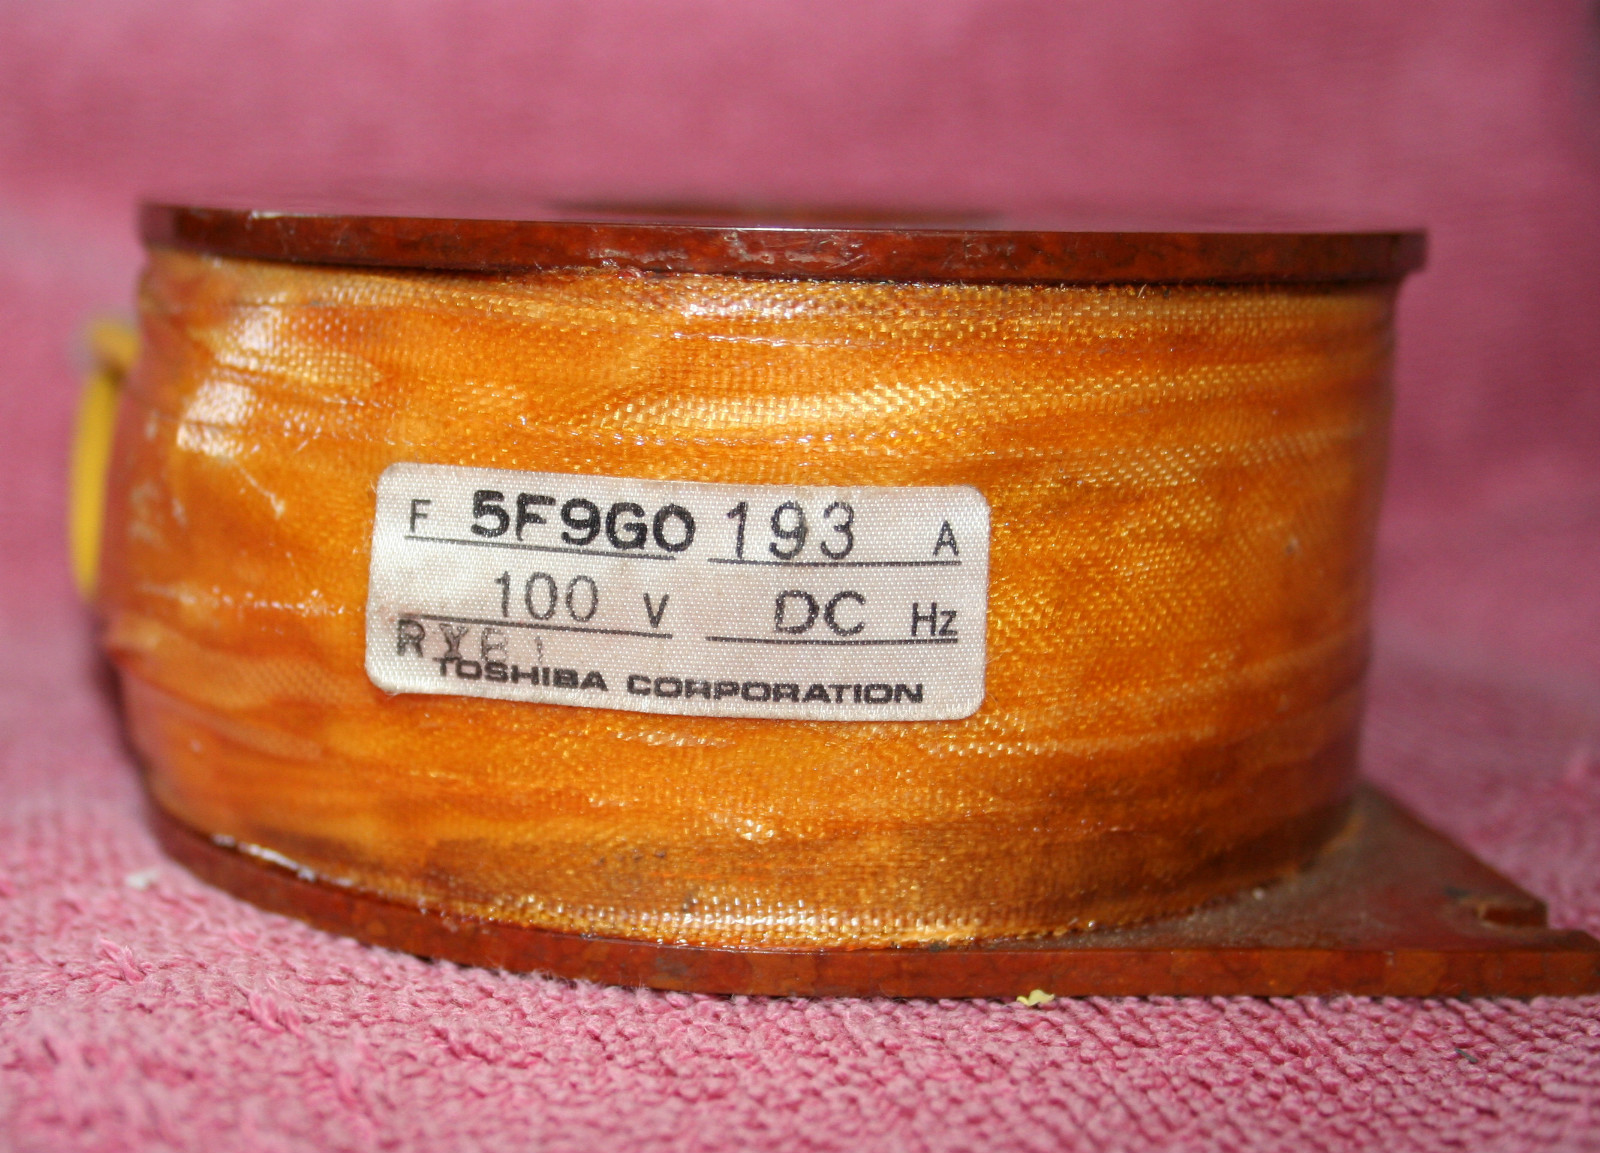 F 5F9G0 193 A
100 V DC Hz
TOSHIBA CORPORATION